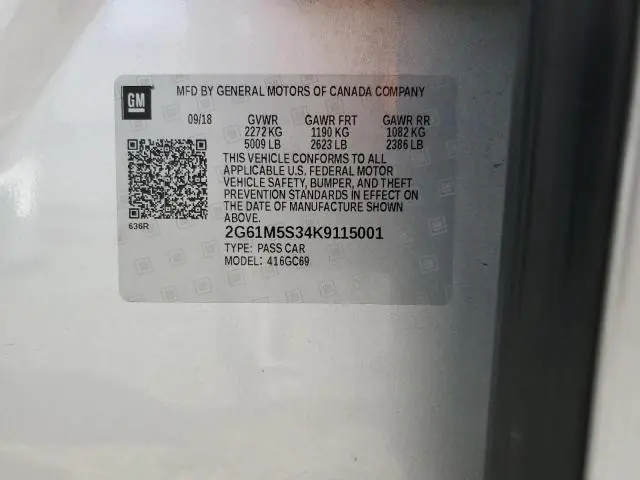 GM
MFD BY GENERAL MOTORS OF CANADA COMPANY
09/18 GVWR GAWR FRT GAWR RR
2272 KG 1190 KG 1082 KG
5009 LB 2623 LB 2386 LB
THIS VEHICLE CONFORMS TO ALL
APPLICABLE U.S. FEDERAL MOTOR
VEHICLE SAFETY, BUMPER, AND THEFT
PREVENTION STANDARDS IN EFFECT ON
THE DATE OF MANUFACTURE SHOWN
ABOVE.
636R
2G61M5S34K9115001
TYPE: PASS CAR
MODEL: 416GC69